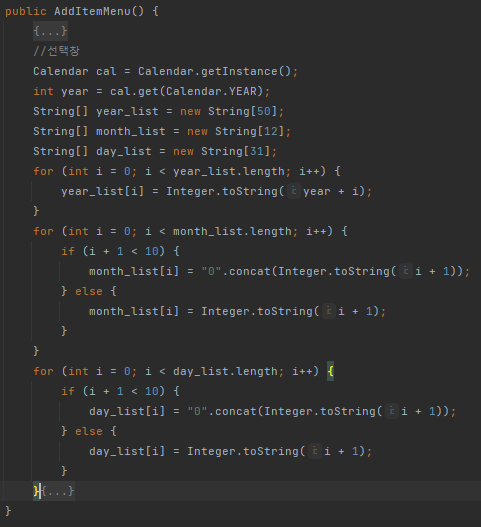 public AddItemMenu() {
{...}
//선택창
Calendar cal = Calendar.getInstance();
int year = cal.get(Calendar.YEAR);
String[] year_list = new String[50];
String[] month_list = new String[12];
String[] day_list = new String[31];
for (int i = 0; i < year_list.length; i++) {
year_list[i] = Integer.toString( i: year + i);
}
for (int i = 0; i < month_list.length; i++) {
if (i + 1 < 10) {
month_list[i] = "0".concat(Integer.toString( i: i + 1));
} else {
month_list[i] = Integer.toString( i: i + 1);
}
}
for (int i = 0; i < day_list.length; i++) {
if (i + 1 < 10) {
day_list[i] = "0".concat(Integer.toString( i: i + 1));
} else {
day_list[i] = Integer.toString( i: i + 1);
}
}{...}
}